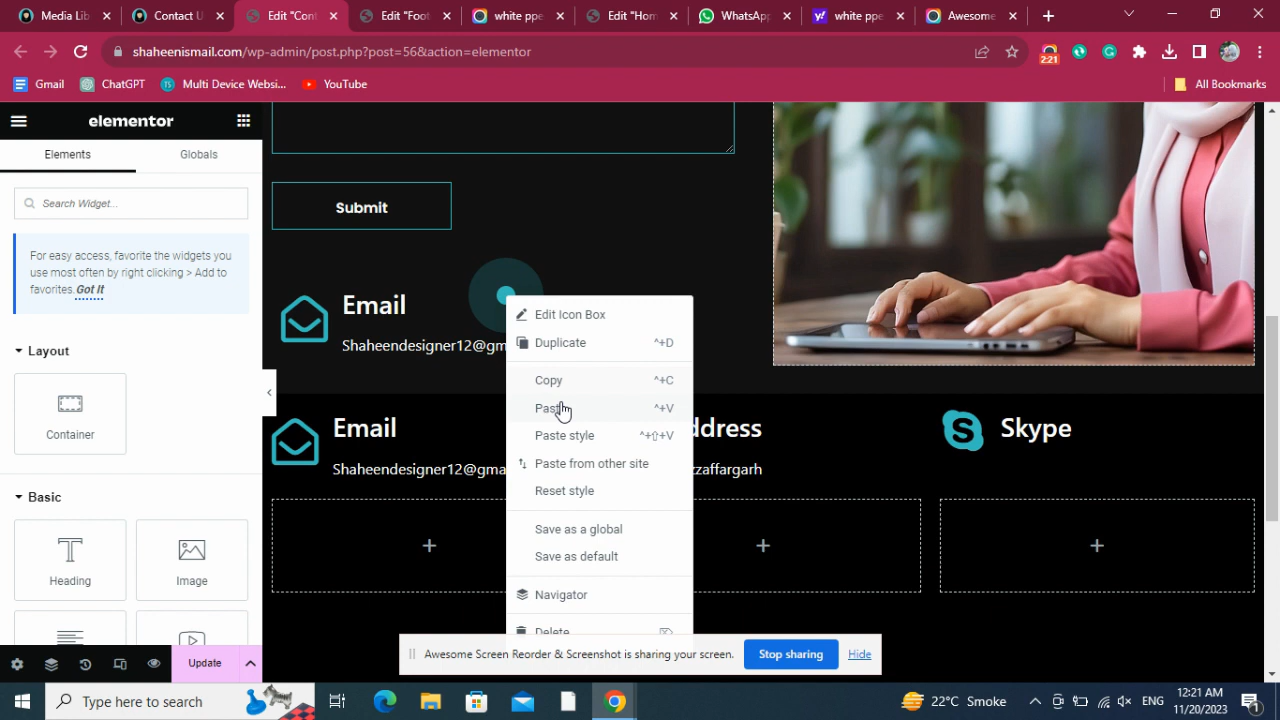 Media Lib
Contact U
Edit "Cont
Edit "Foot
white ppe
Edit "Hom
WhatsApp
white ppe
Awesome
shaheenismail.com/wp-admin/post.php?post=56&action=elementor
2:21
Gmail
ChatGPT
Multi Device Websi...
YouTube
All Bookmarks
elementor
Elements
Globals
Search Widget...
For easy access, favorite the widgets you
use most often by right clicking > Add to
favorites. Got It
Layout
Container
Basic
Heading
Image
Update
Submit
Email
Shaheendesigner12@gm
Edit Icon Box
Duplicate ^+D
Copy ^+C
Paste ^+V
Paste style ^+⇧+V
Paste from other site
Reset style
Save as a global
Save as default
Navigator
Delete
Email
Shaheendesigner12@gma
ddress
zaffargarh
Skype
Awesome Screen Reorder & Screenshot is sharing your screen.
Stop sharing
Hide
Type here to search
22°C Smoke
ENG
12:21 AM
11/20/2023
1